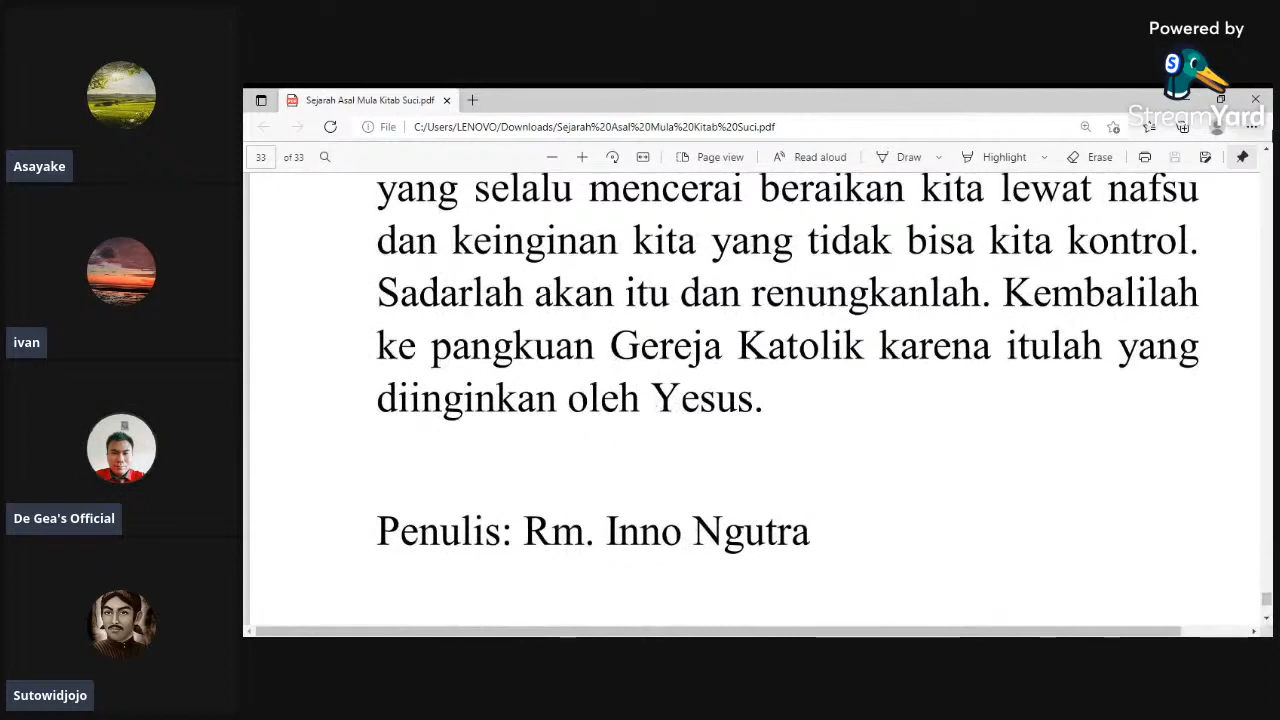 Powered by
StreamYard
Asayake
ivan
De Gea's Official
Sutowidjojo
Sejarah Asal Mula Kitab Suci.pdf
File C:/Users/LENOVO/Downloads/Sejarah%20Asal%20Mula%20Kitab%20Suci.pdf
33 of 33 Page view Read aloud Draw Highlight Erase
yang selalu mencerai beraikan kita lewat nafsu
dan keinginan kita yang tidak bisa kita kontrol.
Sadarlah akan itu dan renungkanlah. Kembalilah
ke pangkuan Gereja Katolik karena itulah yang
diinginkan oleh Yesus.
Penulis: Rm. Inno Ngutra